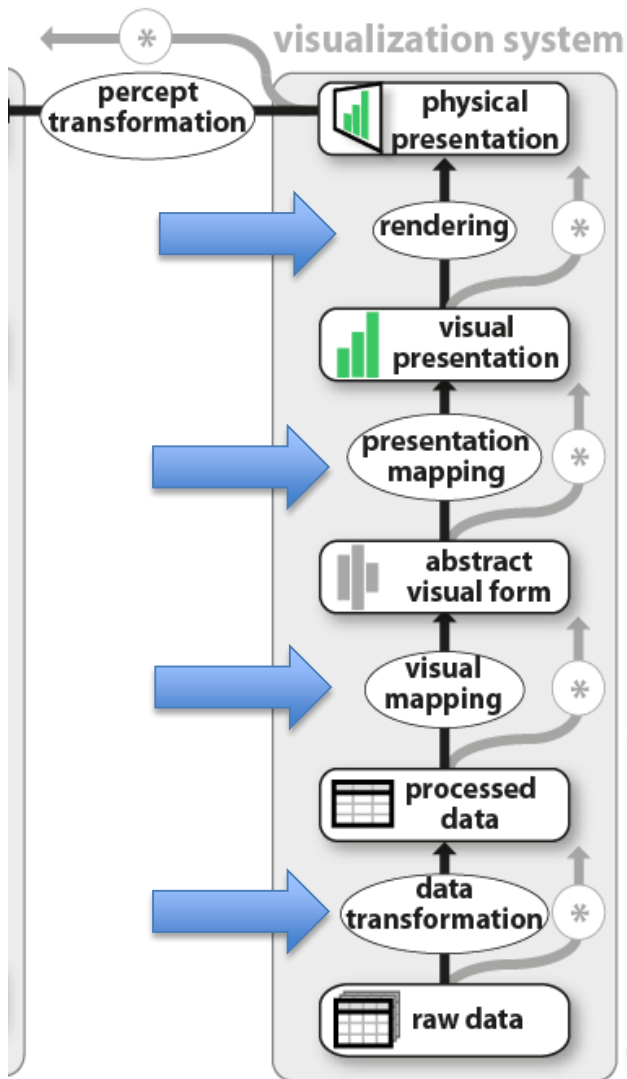 *
visualization system
percept
transformation
physical
presentation
rendering
*
visual
presentation
presentation
mapping
*
abstract
visual form
visual
mapping
*
processed
data
data
transformation
*
raw data